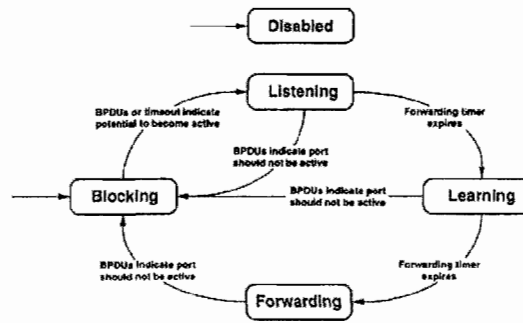 Disabled
Listening
BPDUs or timeout indicate
potential to become active
Forwarding timer
expires
BPDUs indicate port
should not be active
Blocking
BPDUs indicate port
should not be active
Learning
BPDUs indicate port
should not be active
Forwarding timer
expires
Forwarding